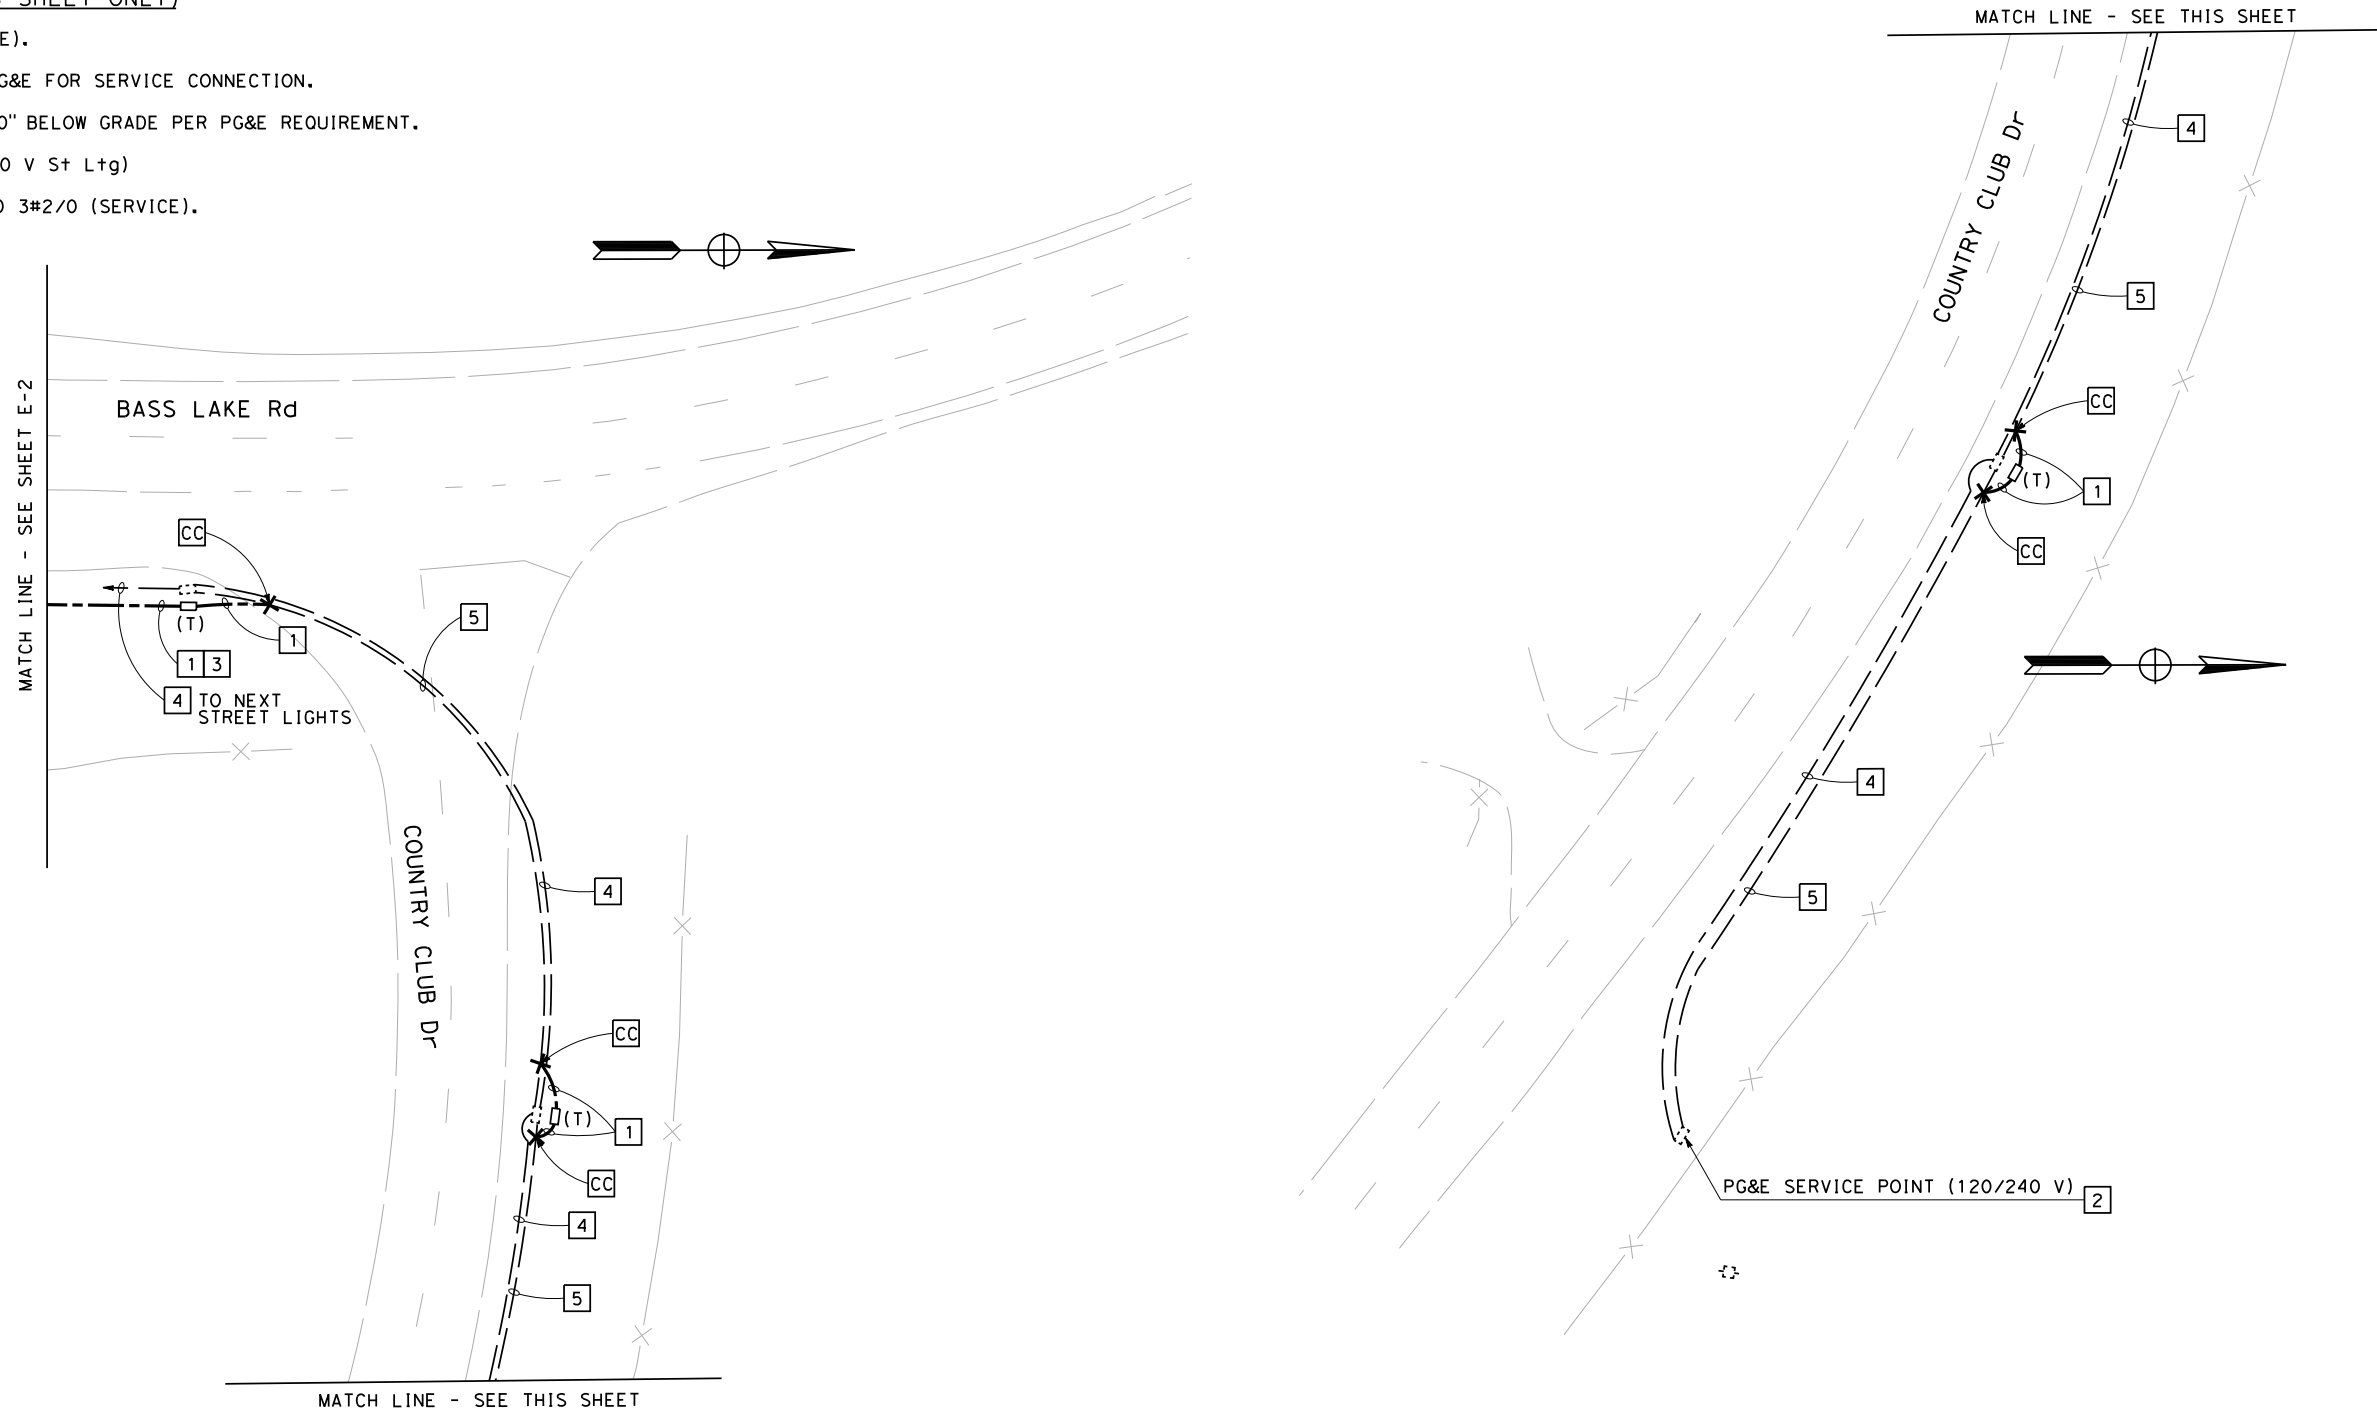 SHEET ONLY)
E).
G&E FOR SERVICE CONNECTION.
0" BELOW GRADE PER PG&E REQUIREMENT.
0 V St Ltg)
3#2/0 (SERVICE).
MATCH LINE - SEE SHEET E-2
BASS LAKE Rd
CC
(T)
1
1 3
4 TO NEXT
STREET LIGHTS
5
COUNTRY CLUB Dr
4
CC
(T)
1
CC
4
5
MATCH LINE - SEE THIS SHEET
MATCH LINE - SEE THIS SHEET
COUNTRY CLUB Dr
4
5
CC
(T)
1
CC
4
5
PG&E SERVICE POINT (120/240 V) 2